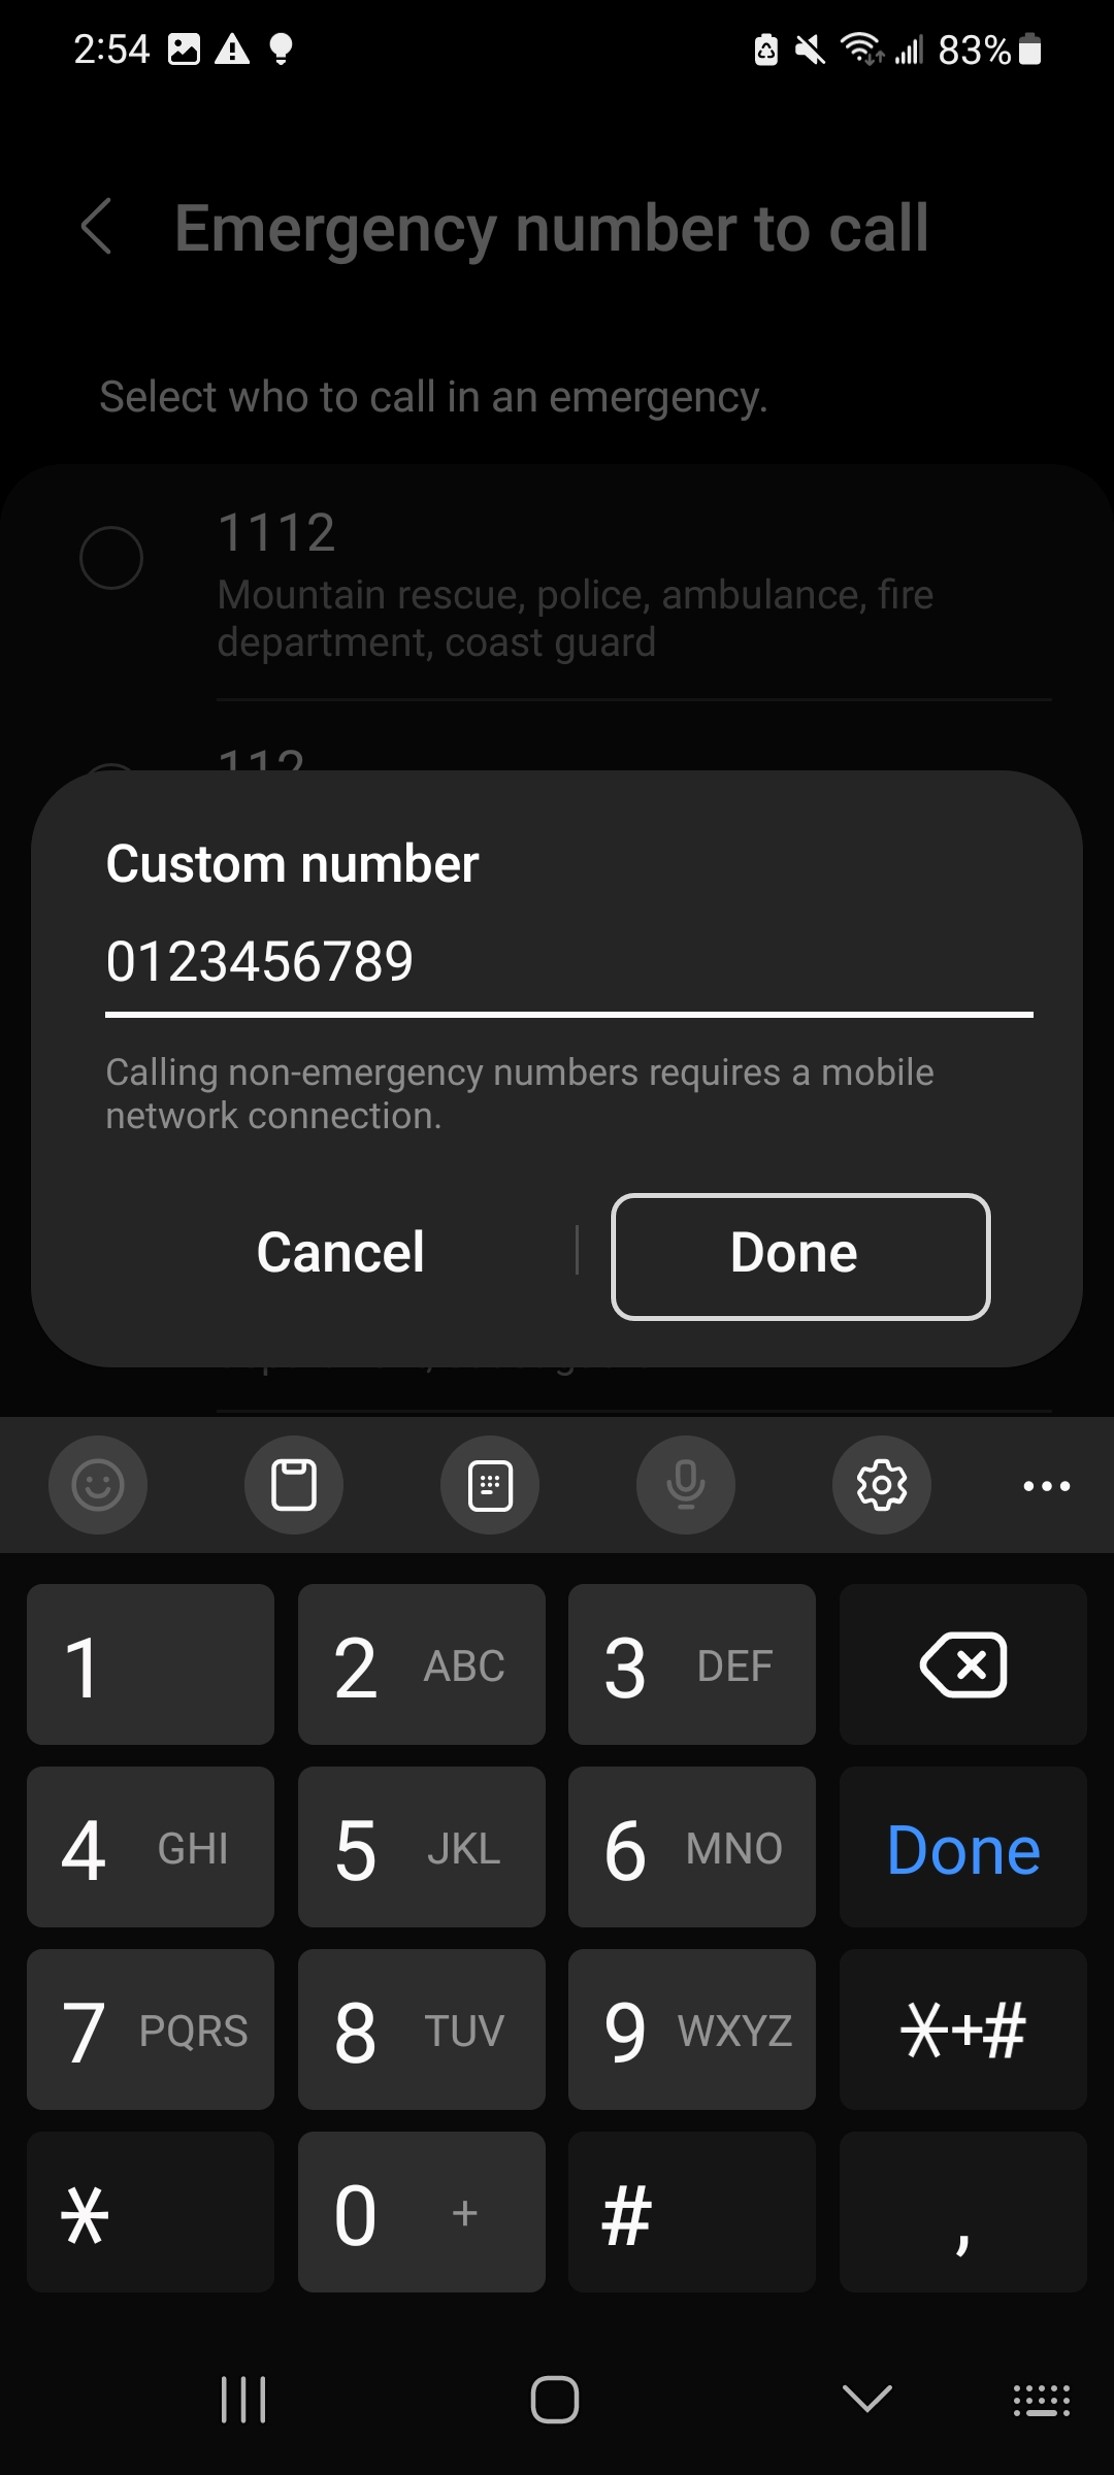 2:54
83%
Emergency number to call
Select who to call in an emergency.
1112
Mountain rescue, police, ambulance, fire
department, coast guard
112
Custom number
0123456789
Calling non-emergency numbers requires a mobile
network connection.
Cancel
Done
1
2 ABC
3 DEF
4 GHI
5 JKL
6 MNO
Done
7 PQRS
8 TUV
9 WXYZ
*+#
*
0 +
#
,